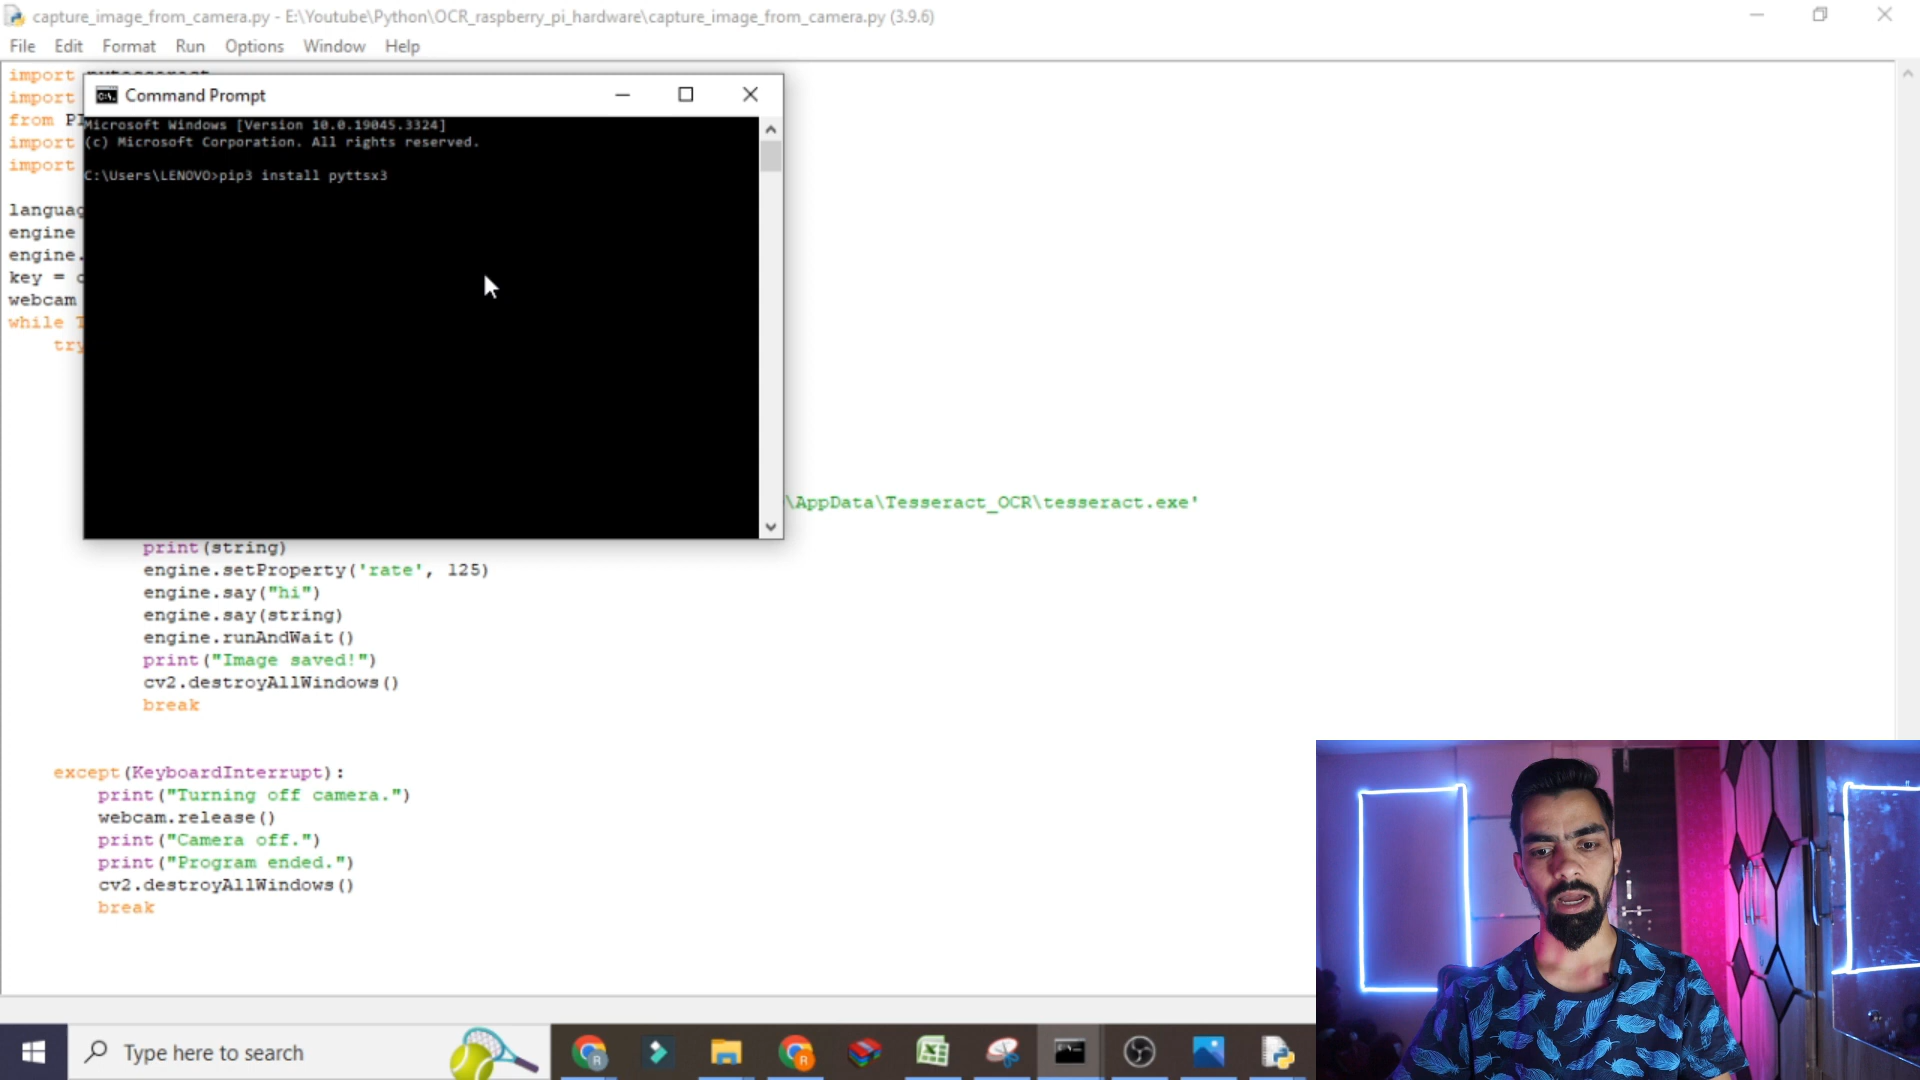 capture_image_from_camera.py - E:\Youtube\Python\OCR_raspberry_pi_hardware\capture_image_from_camera.py (3.9.6)
File Edit Format Run Options Window Help
import pytesseract
import
from PI
import
import
languag
engine
engine.
key = c
webcam
while T
try
Command Prompt
Microsoft Windows [Version 10.0.19045.3324]
(c) Microsoft Corporation. All rights reserved.
C:\Users\LENOVO>pip3 install pyttsx3
\AppData\Tesseract_OCR\tesseract.exe'
print(string)
engine.setProperty('rate', 125)
engine.say("hi")
engine.say(string)
engine.runAndWait()
print("Image saved!")
cv2.destroyAllWindows()
break
except(KeyboardInterrupt):
print("Turning off camera.")
webcam.release()
print("Camera off.")
print("Program ended.")
cv2.destroyAllWindows()
break
Type here to search